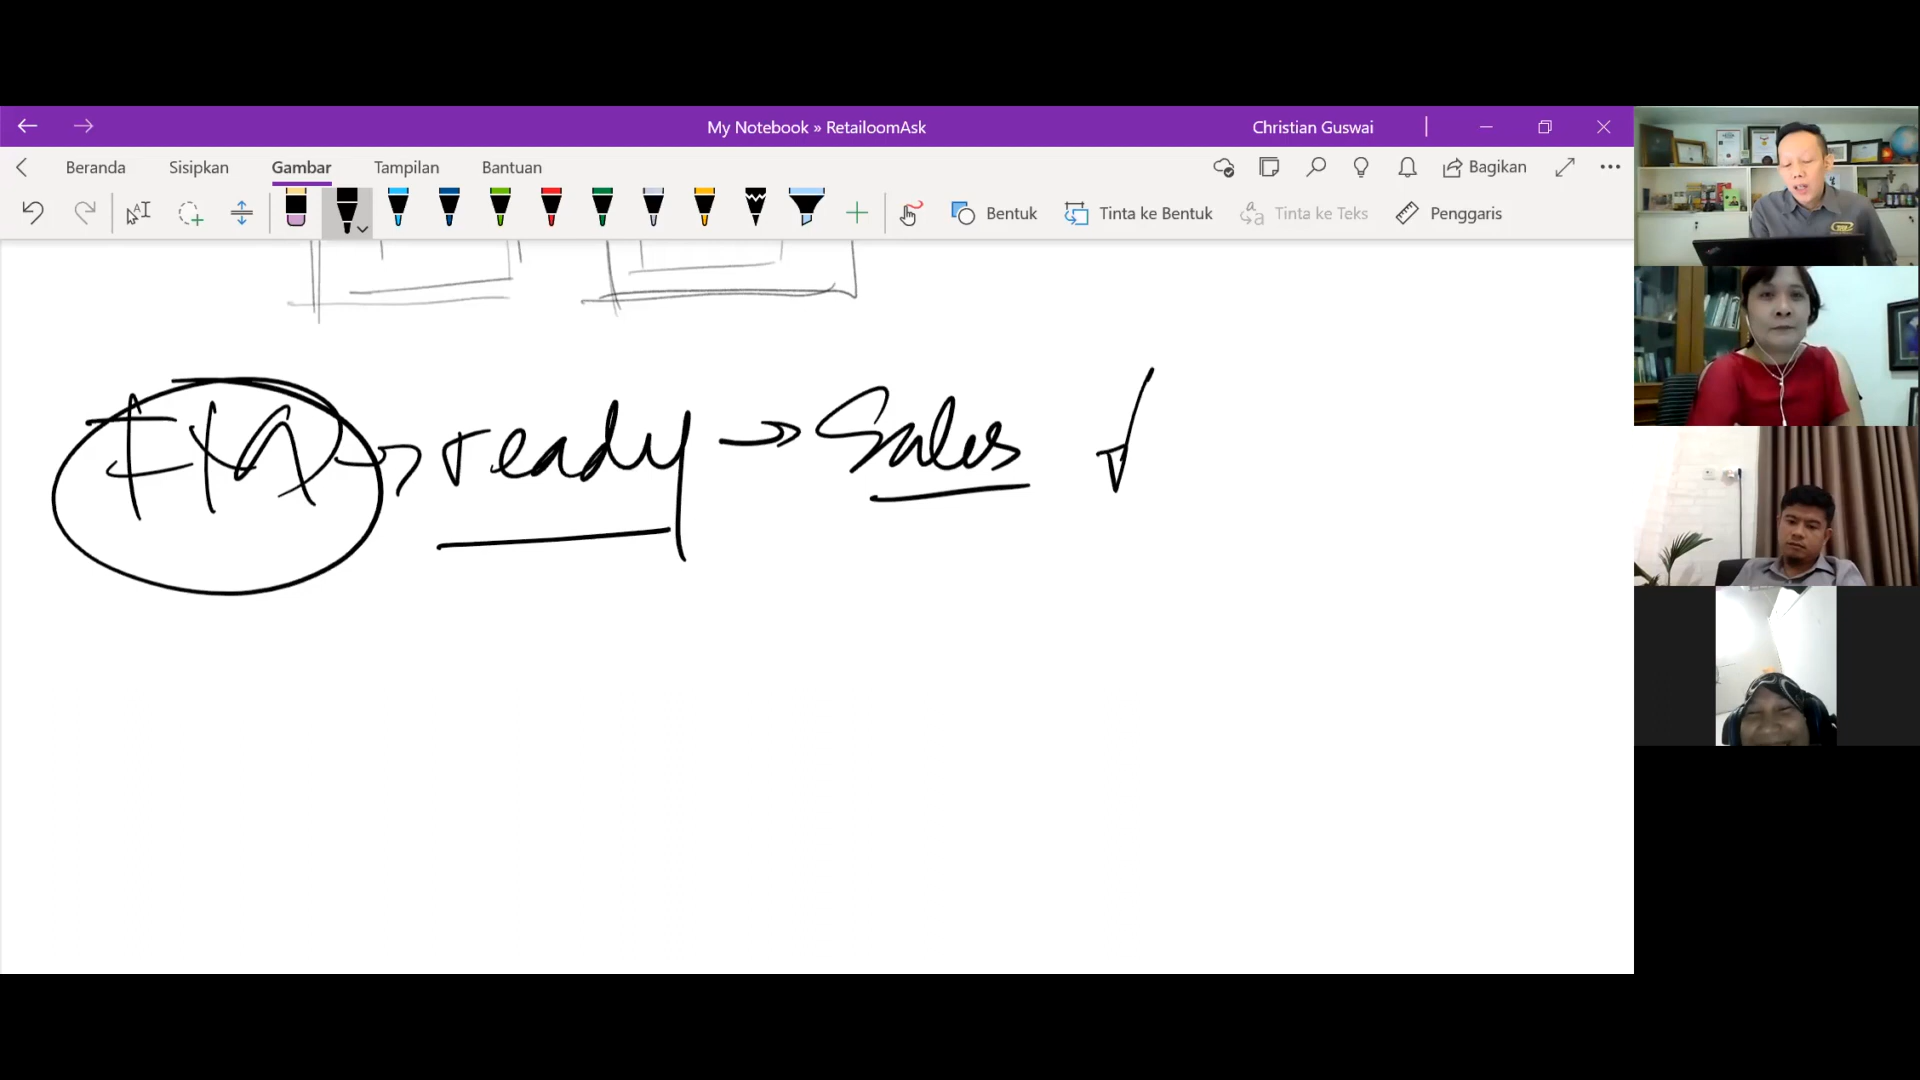 My Notebook » RetailoomAsk
Christian Guswai
Beranda Sisipkan Gambar Tampilan Bantuan
Bagikan
Bentuk Tinta ke Bentuk Tinta ke Teks Penggaris
ready → Sales √